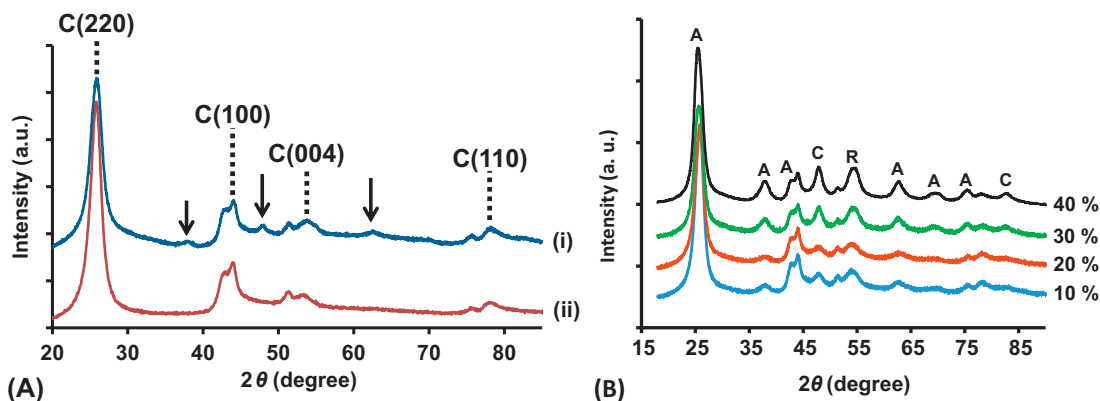 C(220)
C(100)
C(004)
C(110)
Intensity (a.u.)
(i)
(ii)
20 30 40 50 60 70 80
2θ (degree)
(A)
A
A A C R A A A C
Intensity (a. u.)
40 %
30 %
20 %
10 %
15 25 35 45 55 65 75 85
2θ (degree)
(B)